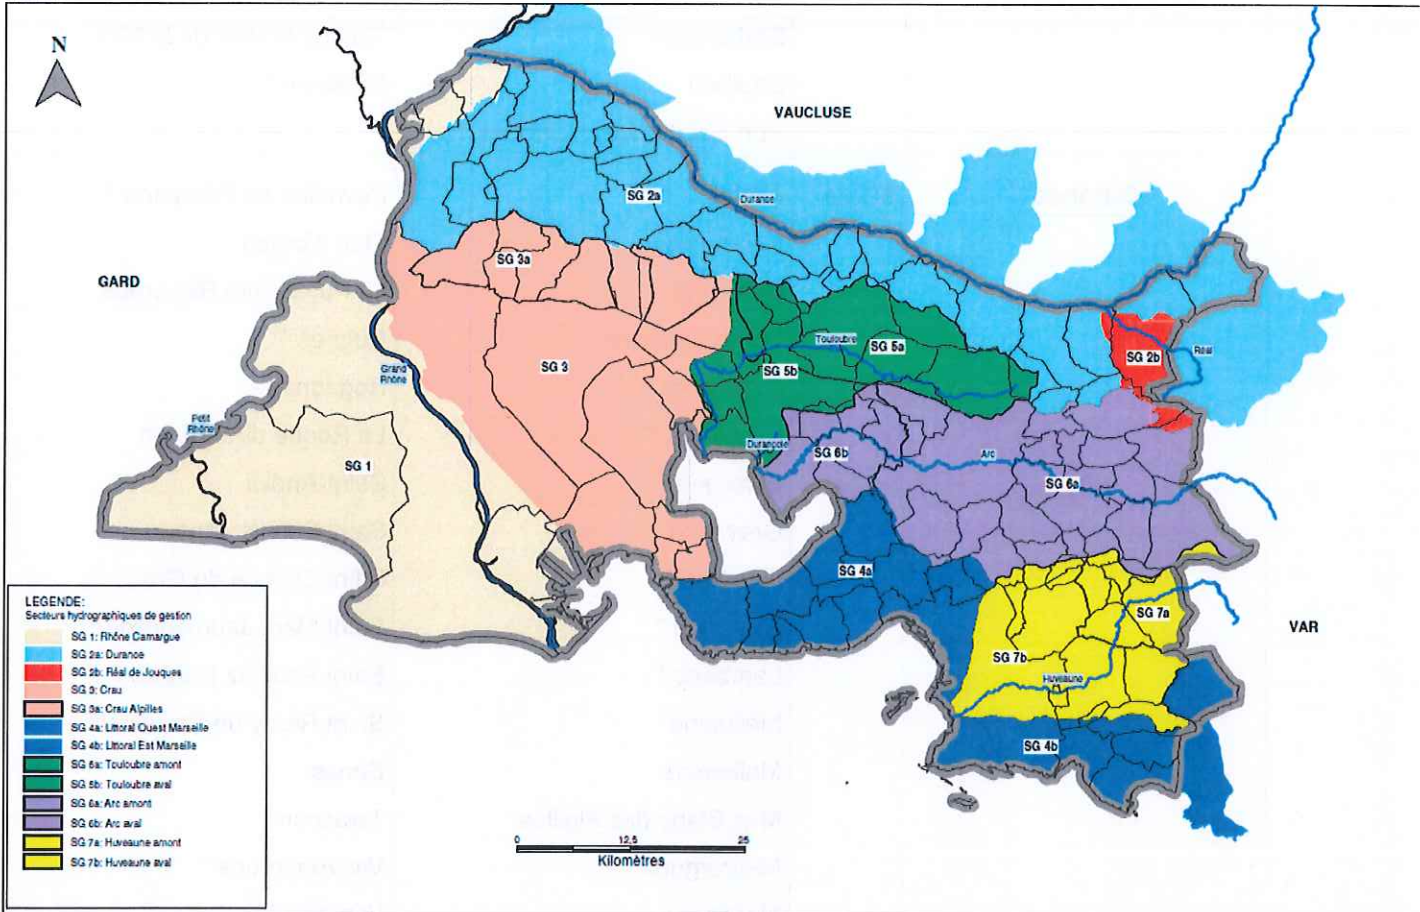 N
VAUCLUSE
SG 2a
Durance
GARD
SG 3a
SG 2b
Réal
Touloubre
SG 5a
SG 5b
SG 3
Grand
Rhône
Petit
Rhône
SG 1
Durançole
SG 6b
Arc
SG 6a
SG 4a
SG 7a
VAR
SG 7b
Huveaune
SG 4b
LEGENDE:
Secteurs hydrographiques de gestion
SG 1: Rhône Camargue
SG 2a: Durance
SG 2b: Réal de Jouques
SG 3: Crau
SG 3a: Crau Alpilles
SG 4a: Littoral Ouest Marseille
SG 4b: Littoral Est Marseille
SG 5a: Touloubre amont
SG 5b: Touloubre aval
SG 6a: Arc amont
SG 6b: Arc aval
SG 7a: Huveaune amont
SG 7b: Huveaune aval
0 12,5 25
Kilomètres